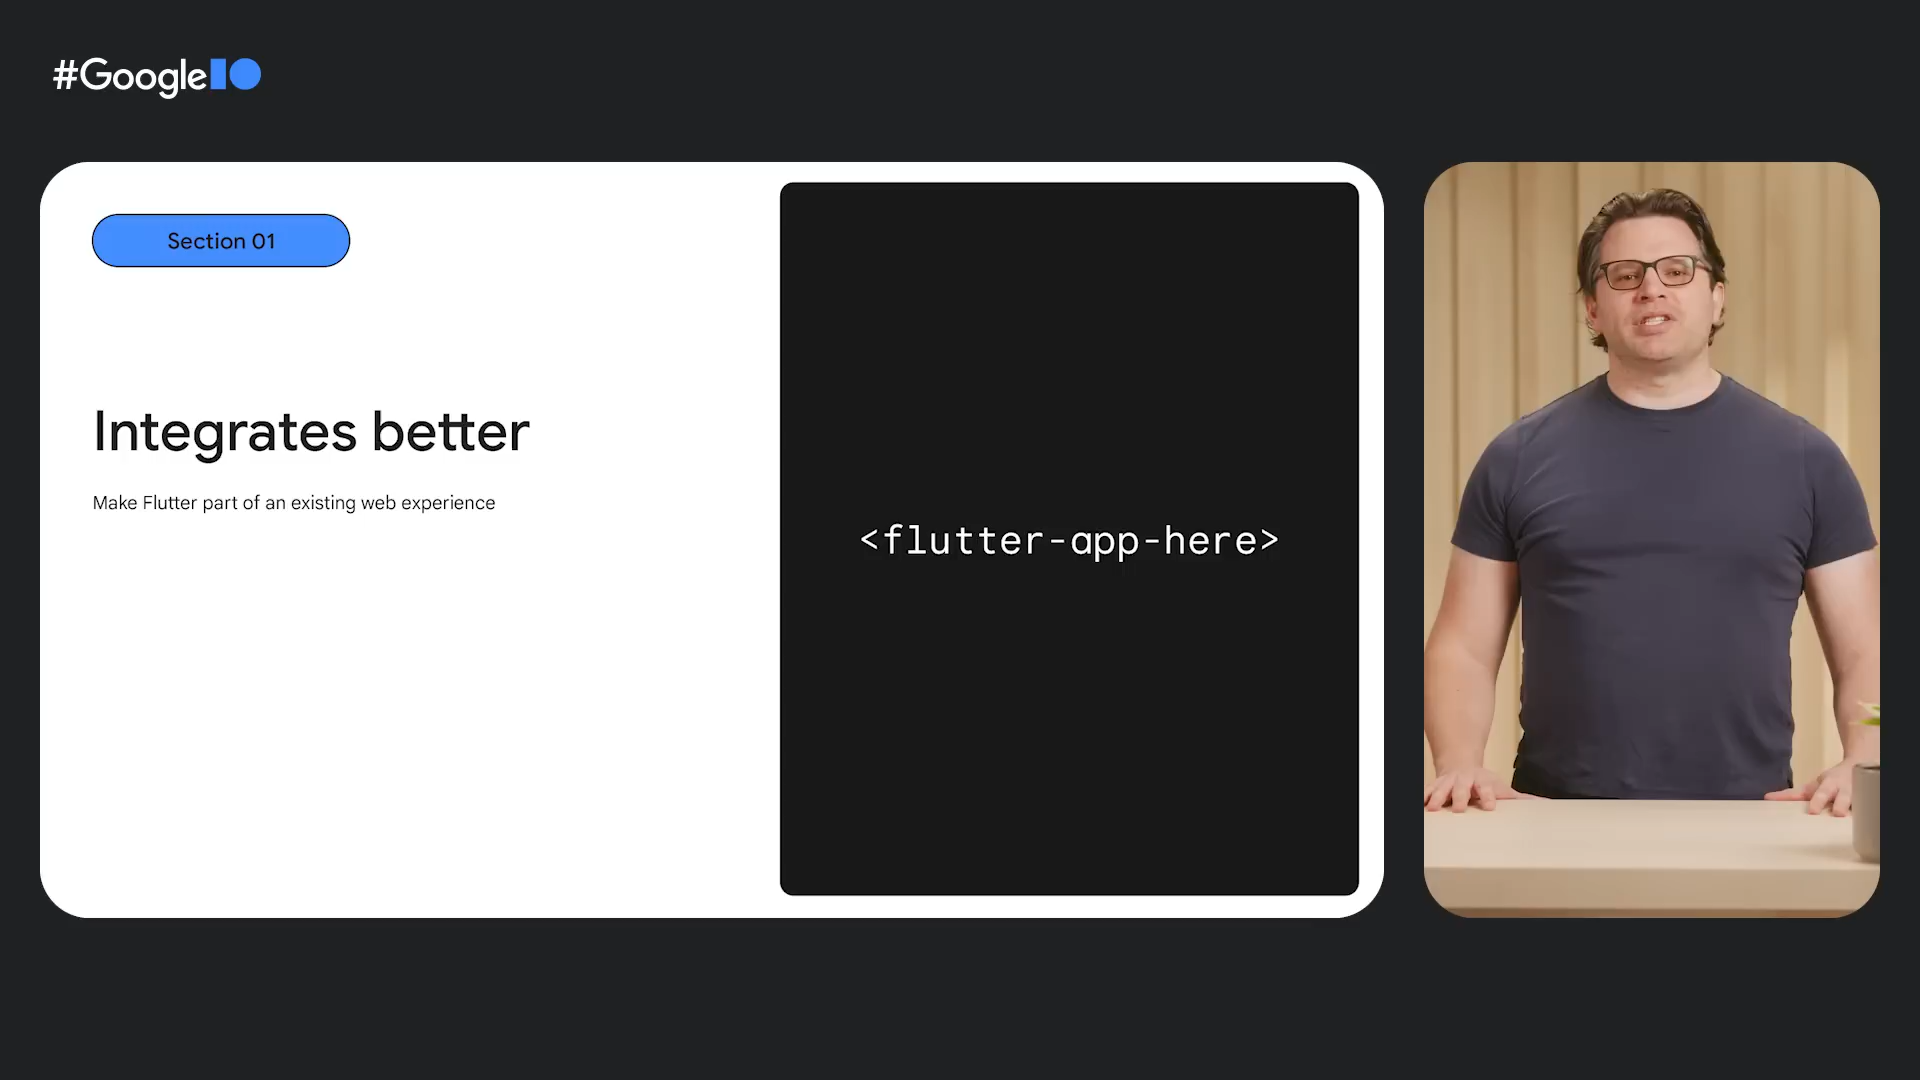 #GoogleIO
Section 01
Integrates better
Make Flutter part of an existing web experience
<flutter-app-here>